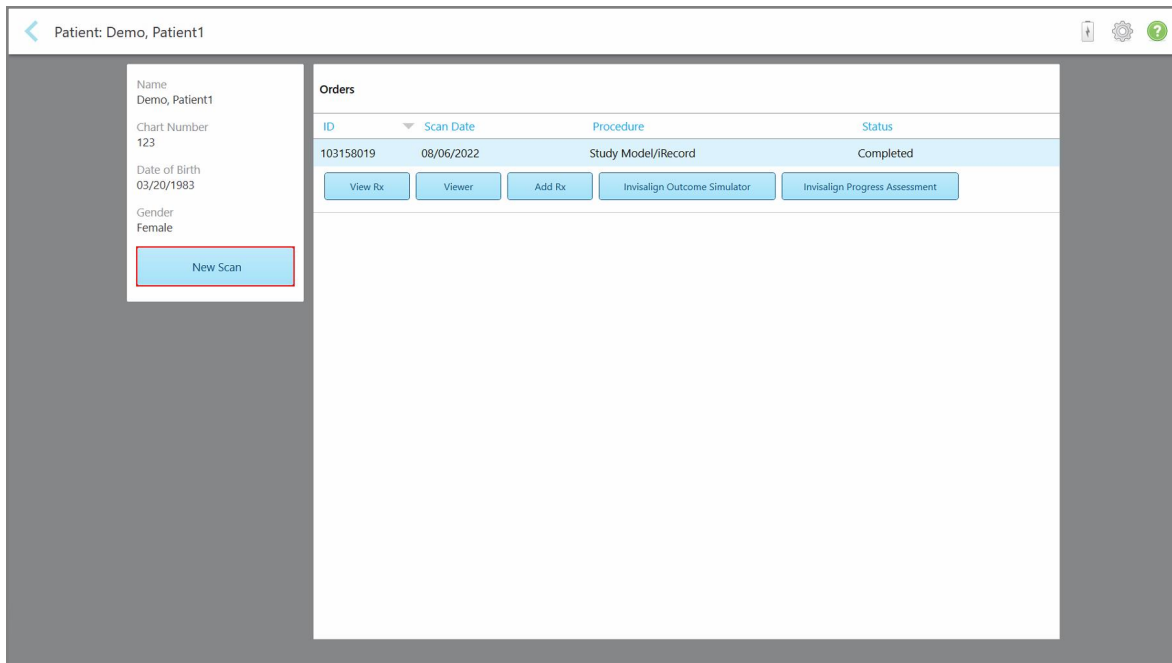 Patient: Demo, Patient1
Name
Demo, Patient1
Chart Number
123
Date of Birth
03/20/1983
Gender
Female
New Scan
Orders
ID Scan Date Procedure Status
103158019 08/06/2022 Study Model/iRecord Completed
View Rx Viewer Add Rx Invisalign Outcome Simulator Invisalign Progress Assessment